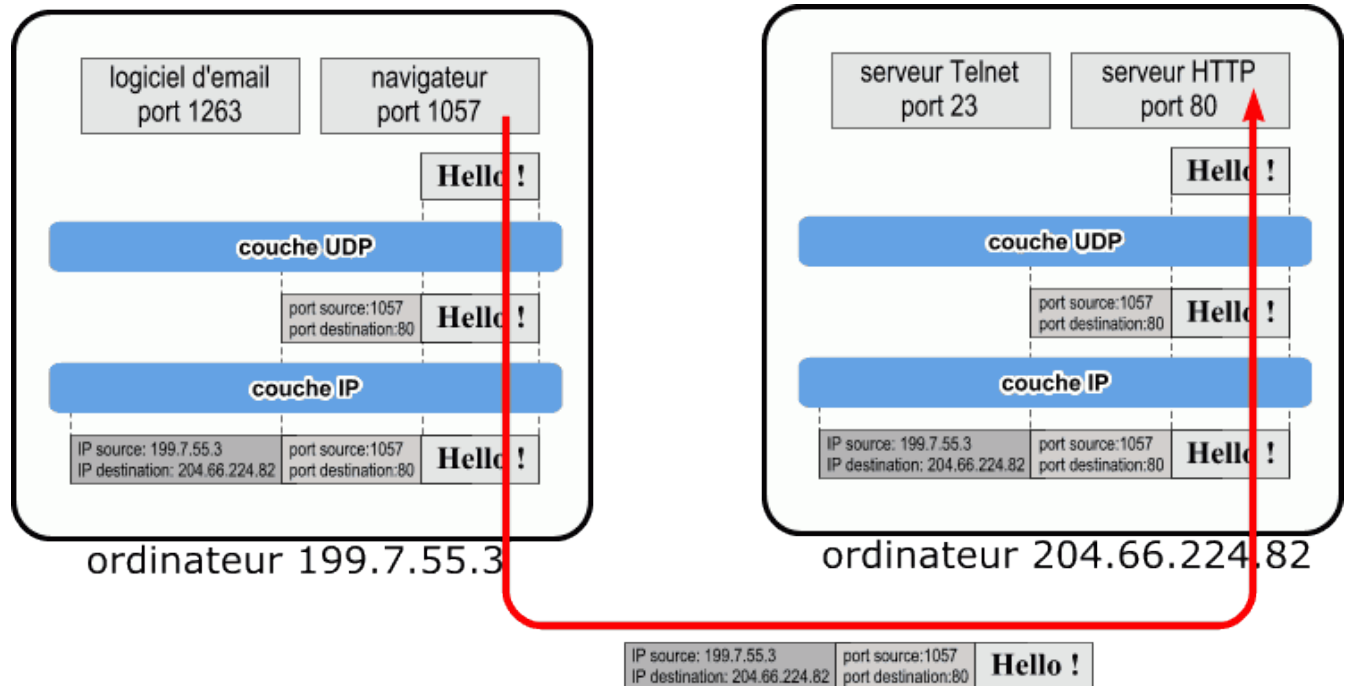 logiciel d'email
port 1263
navigateur
port 1057
Hello !
couche UDP
port source:1057
port destination:80
Hello !
couche IP
IP source: 199.7.55.3
IP destination: 204.66.224.82
port source:1057
port destination:80
Hello !
ordinateur 199.7.55.3
serveur Telnet
port 23
serveur HTTP
port 80
Hello !
couche UDP
port source:1057
port destination:80
Hello !
couche IP
IP source: 199.7.55.3
IP destination: 204.66.224.82
port source:1057
port destination:80
Hello !
ordinateur 204.66.224.82
IP source: 199.7.55.3
IP destination: 204.66.224.82
port source:1057
port destination:80
Hello !